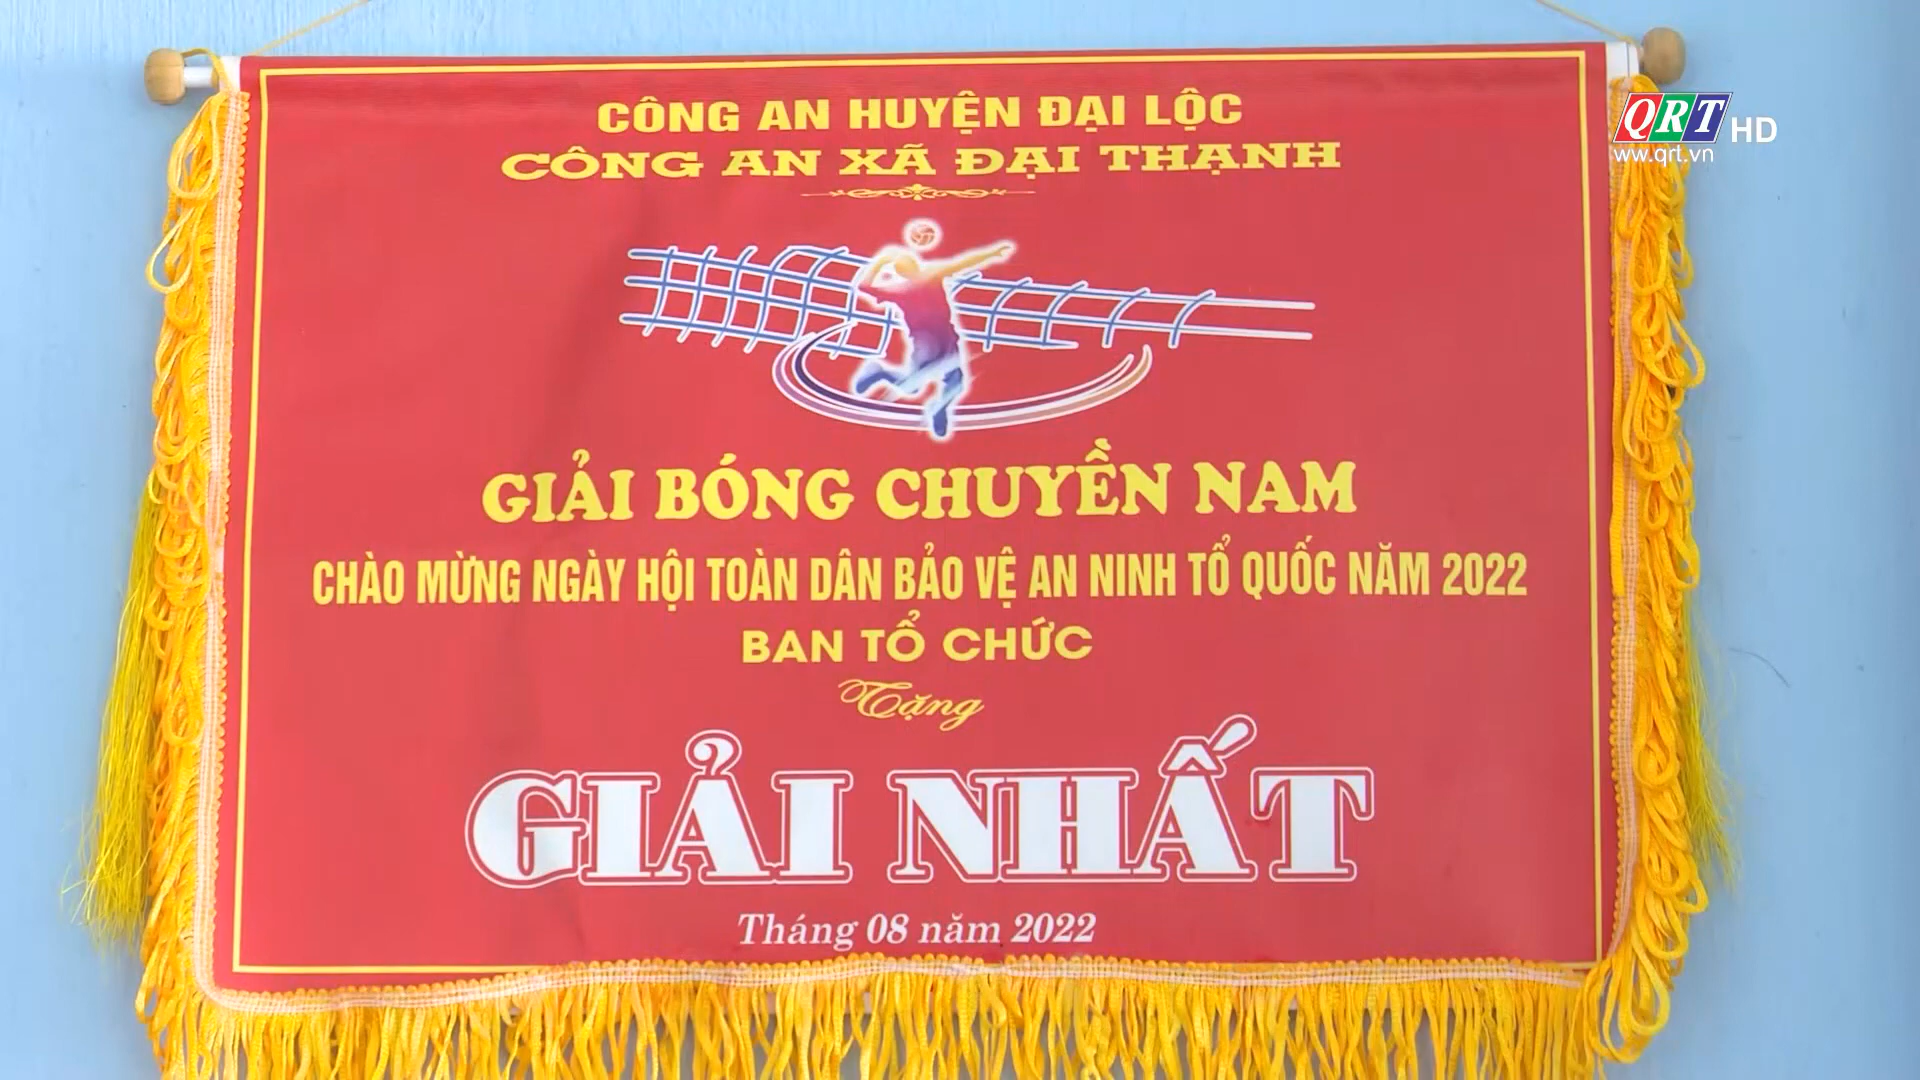 CÔNG AN HUYỆN ĐẠI LỘC
CÔNG AN XÃ ĐẠI THẠNH
GIẢI BÓNG CHUYỀN NAM
CHÀO MỪNG NGÀY HỘI TOÀN DÂN BẢO VỆ AN NINH TỔ QUỐC NĂM 2022
BAN TỔ CHỨC
Tặng
GIẢI NHẤT
Tháng 08 năm 2022
QRT HD
ww.qrt.vn